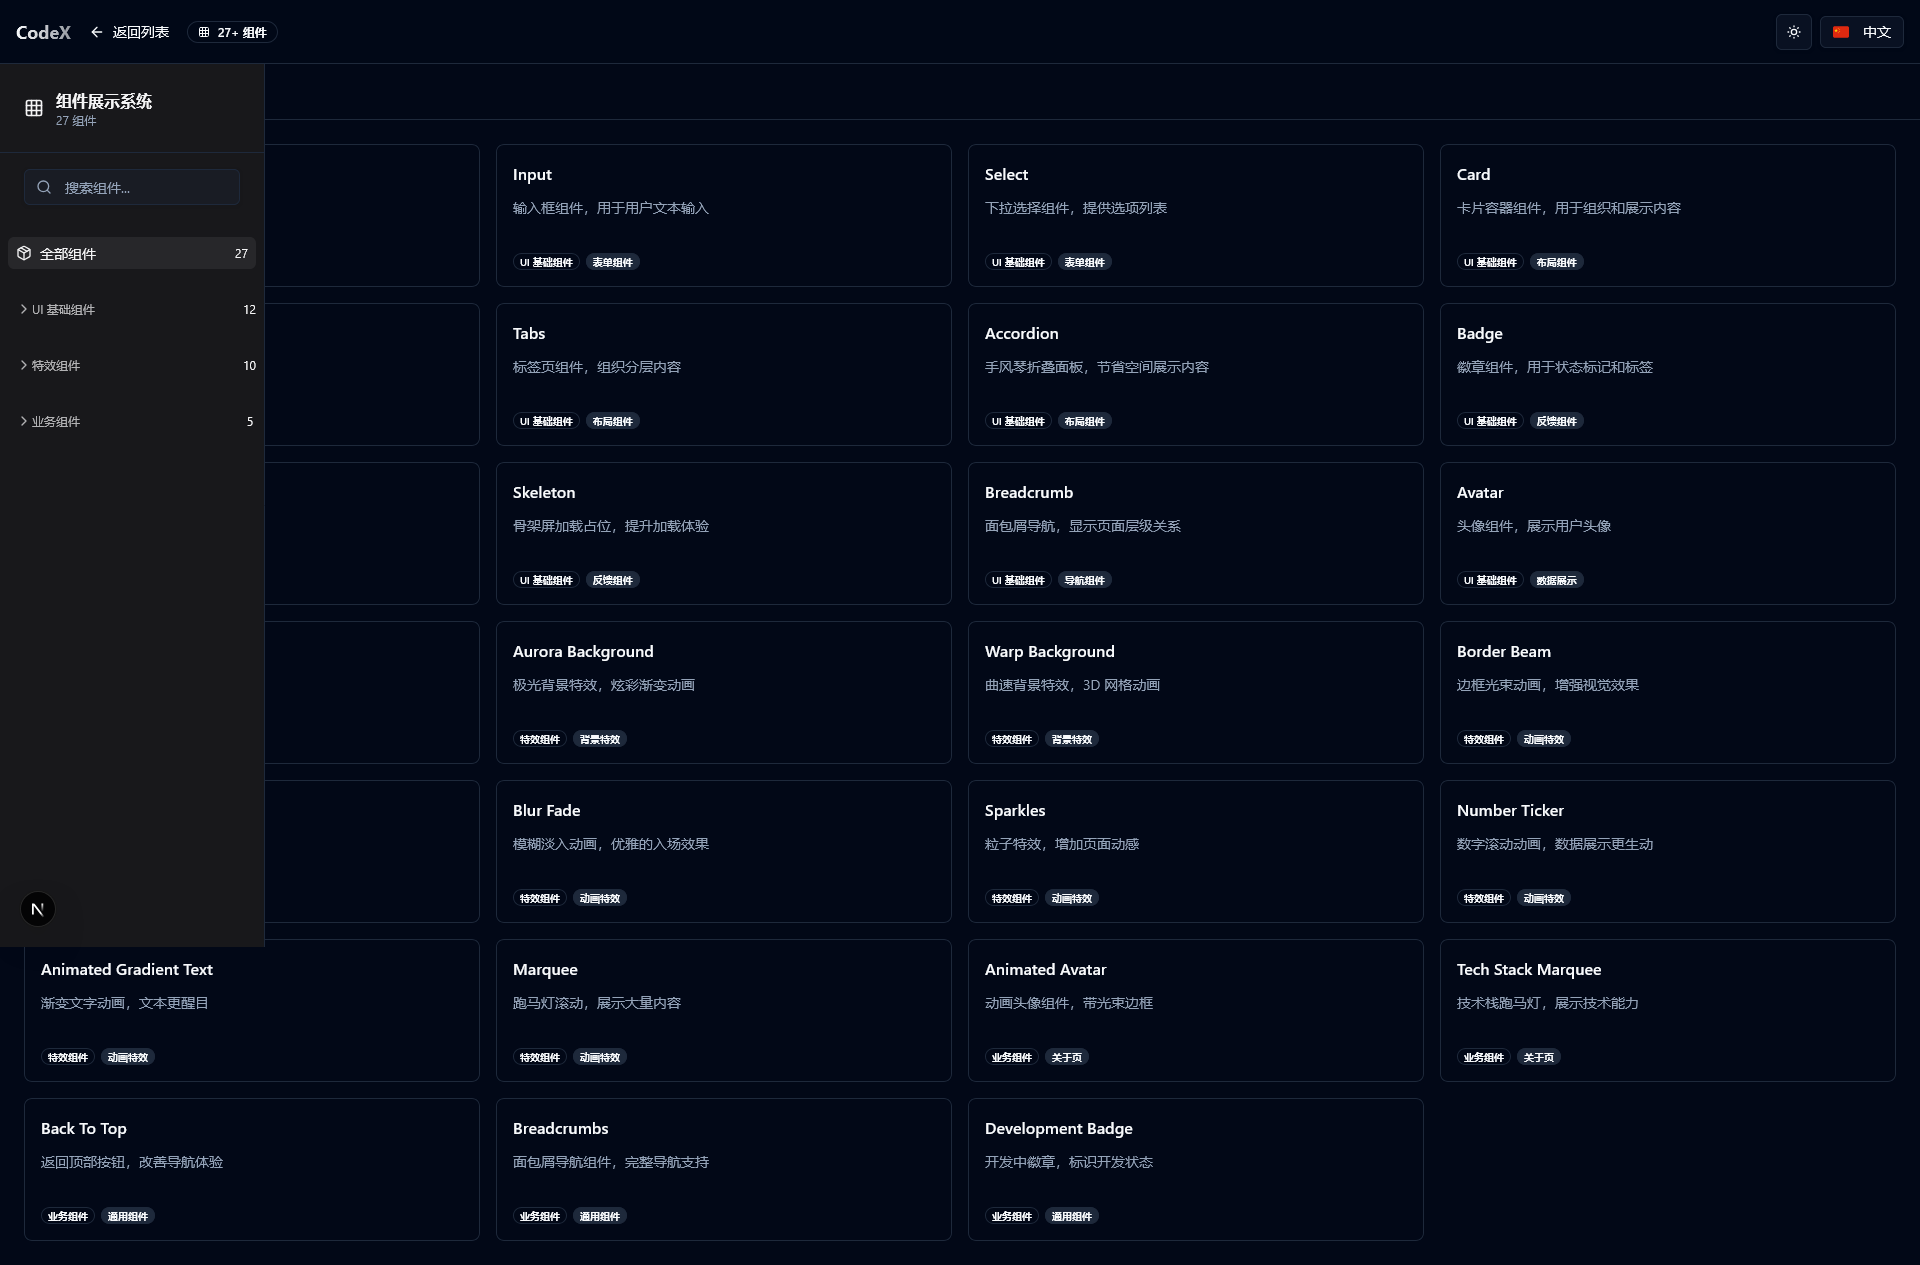 CodeX
返回列表
27+ 组件
中文
组件展示系统
27 组件
搜索组件...
全部组件 27
UI 基础组件 12
特效组件 10
业务组件 5
Input
输入框组件，用于用户文本输入
UI 基础组件 表单组件
Select
下拉选择组件，提供选项列表
UI 基础组件 表单组件
Card
卡片容器组件，用于组织和展示内容
UI 基础组件 布局组件
Tabs
标签页组件，组织分层内容
UI 基础组件 布局组件
Accordion
手风琴折叠面板，节省空间展示内容
UI 基础组件 布局组件
Badge
徽章组件，用于状态标记和标签
UI 基础组件 反馈组件
Skeleton
骨架屏加载占位，提升加载体验
UI 基础组件 反馈组件
Breadcrumb
面包屑导航，显示页面层级关系
UI 基础组件 导航组件
Avatar
头像组件，展示用户头像
UI 基础组件 数据展示
Aurora Background
极光背景特效，炫彩渐变动画
特效组件 背景特效
Warp Background
曲速背景特效，3D 网格动画
特效组件 背景特效
Border Beam
边框光束动画，增强视觉效果
特效组件 动画特效
Blur Fade
模糊淡入动画，优雅的入场效果
特效组件 动画特效
Sparkles
粒子特效，增加页面动感
特效组件 动画特效
Number Ticker
数字滚动动画，数据展示更生动
特效组件 动画特效
N
Animated Gradient Text
渐变文字动画，文本更醒目
特效组件 动画特效
Marquee
跑马灯滚动，展示大量内容
特效组件 动画特效
Animated Avatar
动画头像组件，带光束边框
业务组件 关于页
Tech Stack Marquee
技术栈跑马灯，展示技术能力
业务组件 关于页
Back To Top
返回顶部按钮，改善导航体验
业务组件 通用组件
Breadcrumbs
面包屑导航组件，完整导航支持
业务组件 通用组件
Development Badge
开发中徽章，标识开发状态
业务组件 通用组件